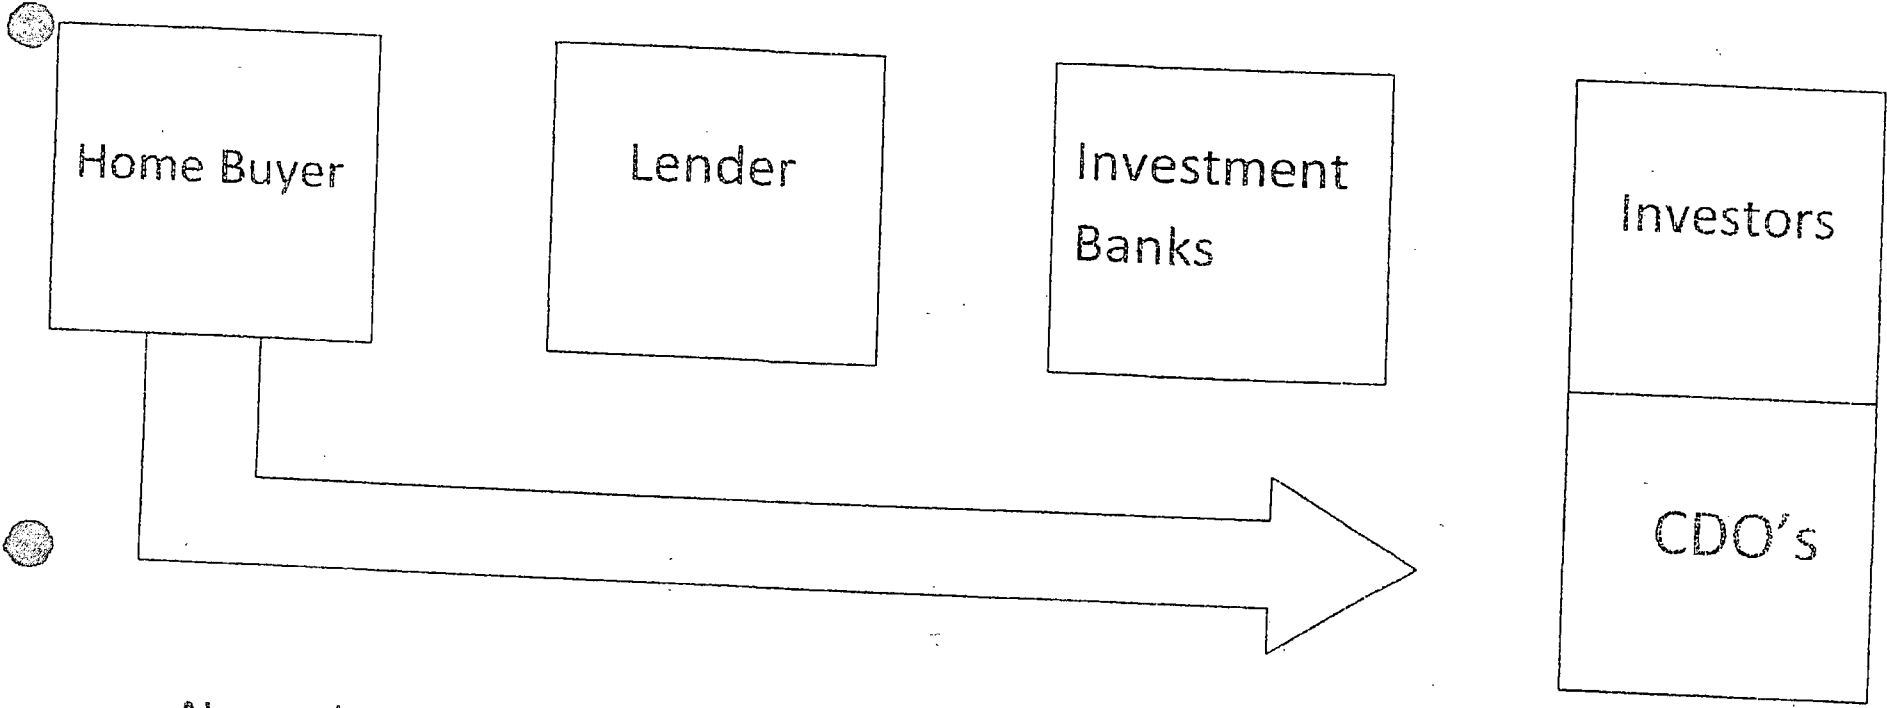 Home Buyer
Lender
Investment
Banks
Investors
CDO's